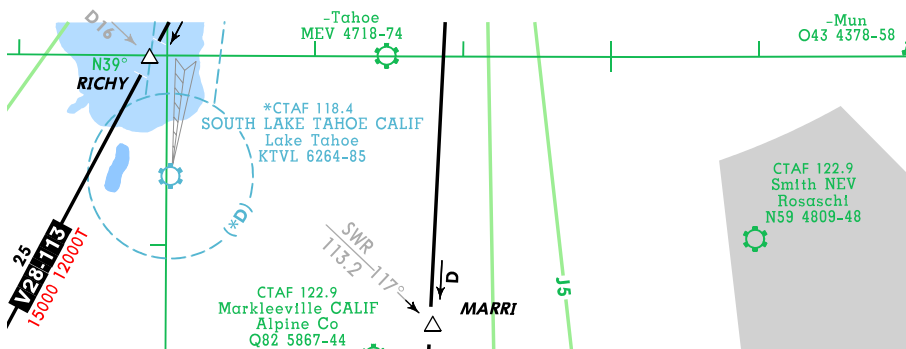 D16
-Tahoe
MEV 4718-74
-Mun
O43 4378-58
N39°
RICHY
*CTAF 118.4
SOUTH LAKE TAHOE CALIF
Lake Tahoe
KTVL 6264-85
(*D)
CTAF 122.9
Smith NEV
Rosaschi
N59 4809-48
25
V28-113
15000 12000T
SWR
113.2
117°
D
J5
MARRI
CTAF 122.9
Markleeville CALIF
Alpine Co
Q82 5867-44